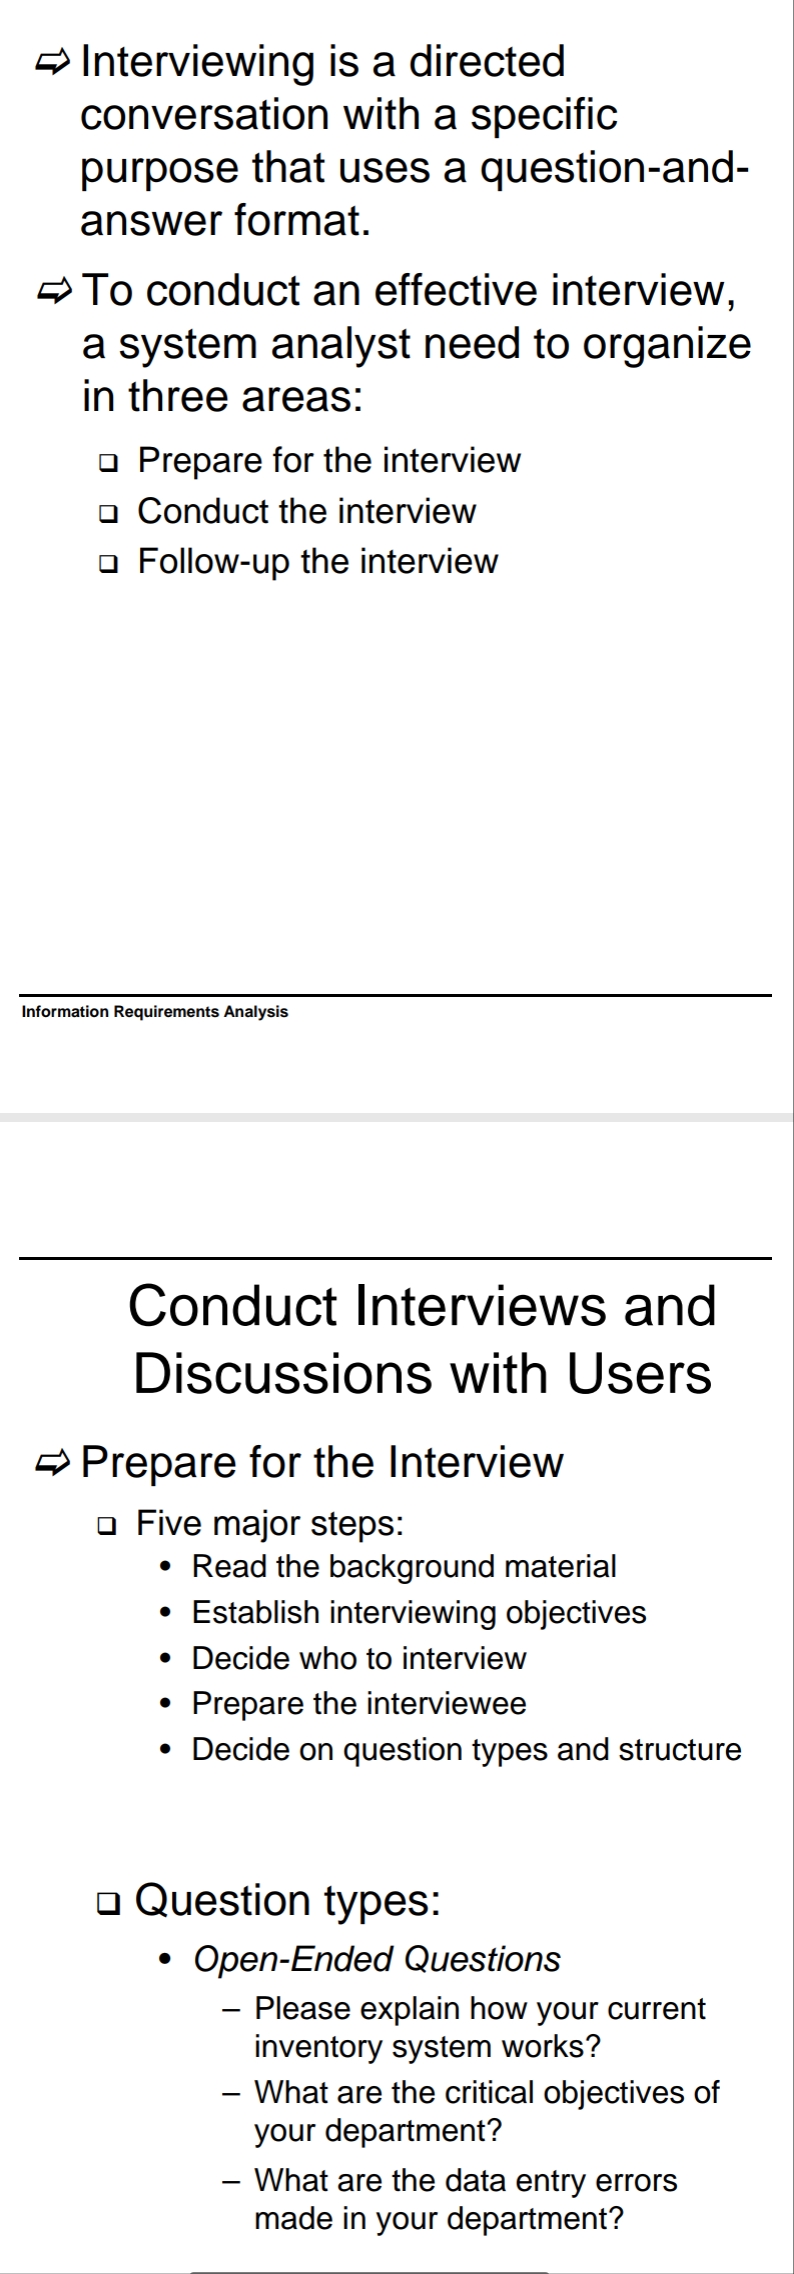 ➯ Interviewing is a directed
conversation with a specific
purpose that uses a question-and-
answer format.
➯ To conduct an effective interview,
a system analyst need to organize
in three areas:
❑ Prepare for the interview
❑ Conduct the interview
❑ Follow-up the interview
Information Requirements Analysis
Conduct Interviews and
Discussions with Users
➯ Prepare for the Interview
❑ Five major steps:
• Read the background material
• Establish interviewing objectives
• Decide who to interview
• Prepare the interviewee
• Decide on question types and structure
❑ Question types:
• Open-Ended Questions
– Please explain how your current
inventory system works?
– What are the critical objectives of
your department?
– What are the data entry errors
made in your department?